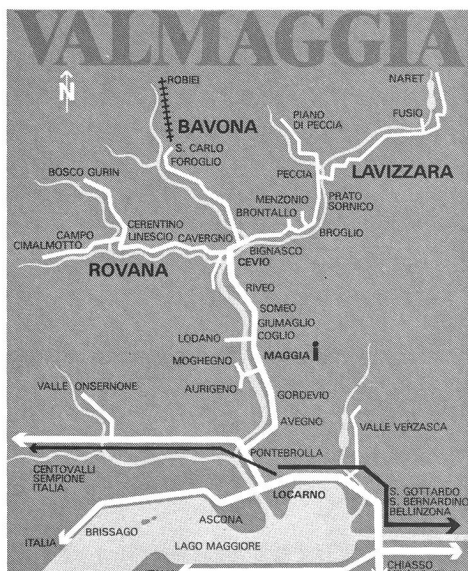 VALMAGGIA
N
ROBIEI
NARET
BAVONA
PIANO
DI PECCIA
FUSIO
S. CARLO
FOROGLIO
BOSCO GURIN
PECCIA
LAVIZZARA
MENZONIO
BRONTALLO
PRATO
SORNICO
CERENTINO
LINESCIO
CAVERGNO
BROGLIO
CAMPO
CIMALMOTTO
BIGNASCO
CEVIO
ROVANA
RIVEO
SOMEO
GIUMAGLIO
COGLIO
LODANO
MAGGIA i
MOGHEGNO
AURIGENO
GORDEVIO
VALLE ONSERNONE
AVEGNO
VALLE VERZASCA
PONTEBROLLA
CENTOVALLI
SEMPIONE
ITALIA
LOCARNO
S. GOTTARDO
S. BERNARDINO
BELLINZONA
ASCONA
BRISSAGO
ITALIA
LAGO MAGGIORE
CHIASSO